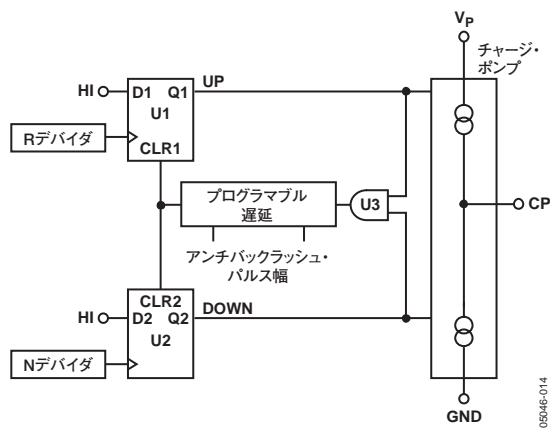 VP
チャージ・
ポンプ
HI
D1 Q1
UP
U1
Rデバイダ
CLR1
プログラマブル
遅延
U3
CP
アンチバックラッシュ・
パルス幅
CLR2
DOWN
HI
D2 Q2
U2
Nデバイダ
GND
05046-014